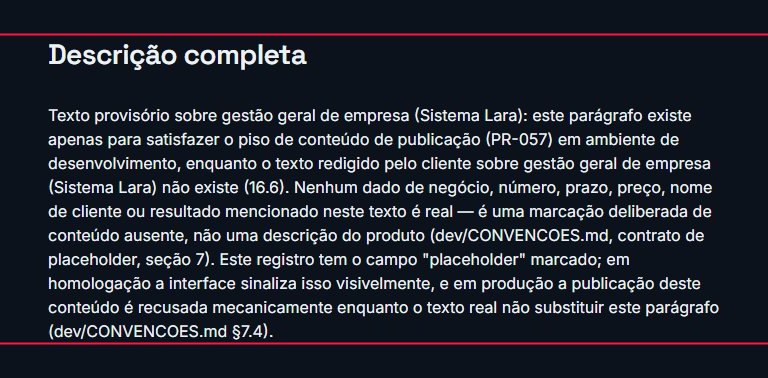 Descrição completa
Texto provisório sobre gestão geral de empresa (Sistema Lara): este parágrafo existe
apenas para satisfazer o piso de conteúdo de publicação (PR-057) em ambiente de
desenvolvimento, enquanto o texto redigido pelo cliente sobre gestão geral de empresa
(Sistema Lara) não existe (16.6). Nenhum dado de negócio, número, prazo, preço, nome
de cliente ou resultado mencionado neste texto é real — é uma marcação deliberada de
conteúdo ausente, não uma descrição do produto (dev/CONVENCOES.md, contrato de
placeholder, seção 7). Este registro tem o campo "placeholder" marcado; em
homologação a interface sinaliza isso visivelmente, e em produção a publicação deste
conteúdo é recusada mecanicamente enquanto o texto real não substituir este parágrafo
(dev/CONVENCOES.md §7.4).